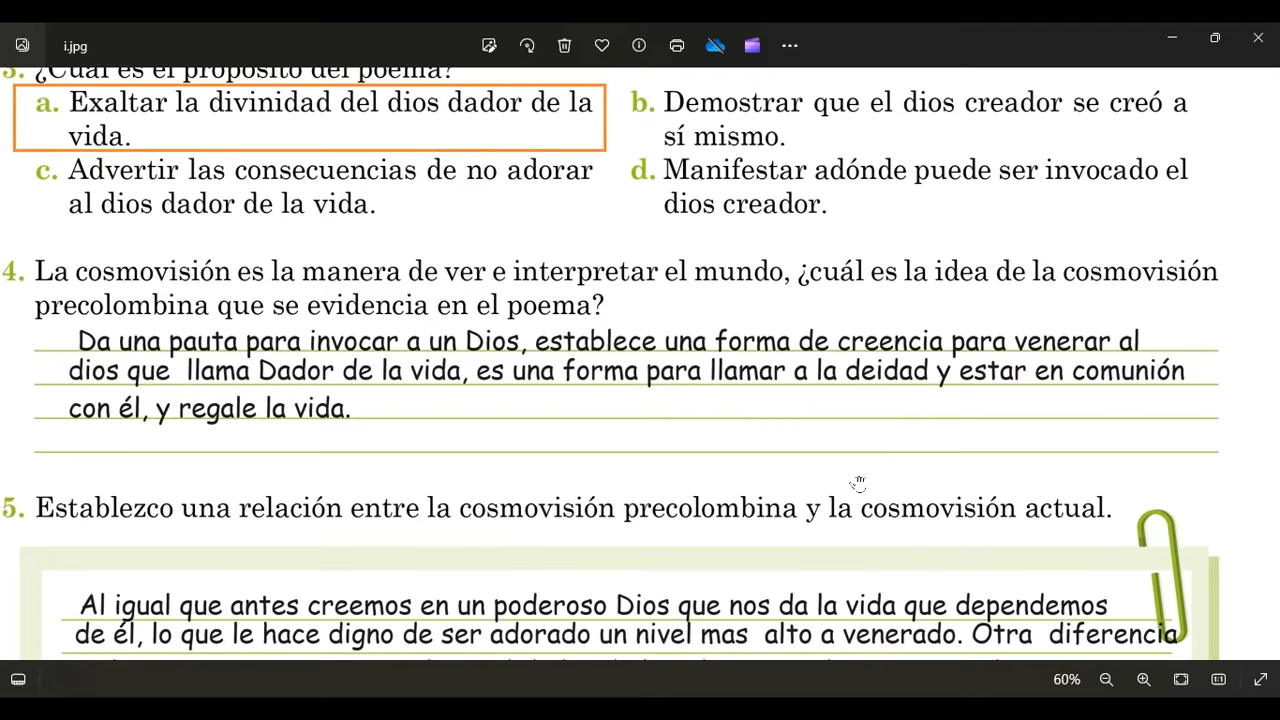 i.jpg
3. ¿Cuál es el propósito del poema?
a. Exaltar la divinidad del dios dador de la vida.
b. Demostrar que el dios creador se creó a sí mismo.
c. Advertir las consecuencias de no adorar al dios dador de la vida.
d. Manifestar adónde puede ser invocado el dios creador.
4. La cosmovisión es la manera de ver e interpretar el mundo, ¿cuál es la idea de la cosmovisión
precolombina que se evidencia en el poema?
Da una pauta para invocar a un Dios, establece una forma de creencia para venerar al
dios que llama Dador de la vida, es una forma para llamar a la deidad y estar en comunión
con él, y regale la vida.
5. Establezco una relación entre la cosmovisión precolombina y la cosmovisión actual.
Al igual que antes creemos en un poderoso Dios que nos da la vida que dependemos
de él, lo que le hace digno de ser adorado un nivel mas alto a venerado. Otra diferencia
60%